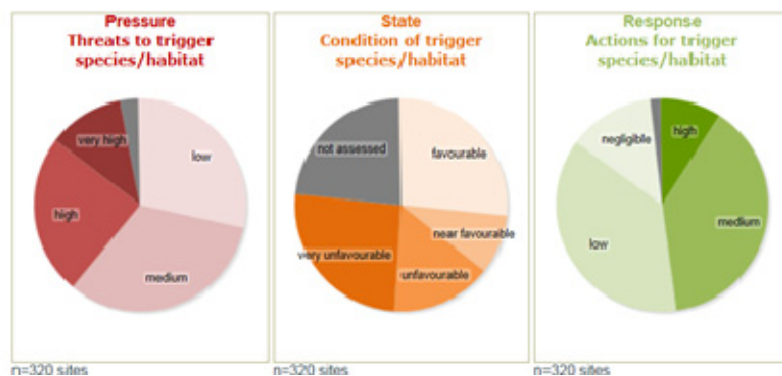 Pressure
Threats to trigger
species/habitat
very high
low
high
medium
n=320 sites
State
Condition of trigger
species/habitat
not assessed
favourable
near favourable
very unfavourable
unfavourable
n=320 sites
Response
Actions for trigger
species/habitat
high
negligible
medium
low
n=320 sites